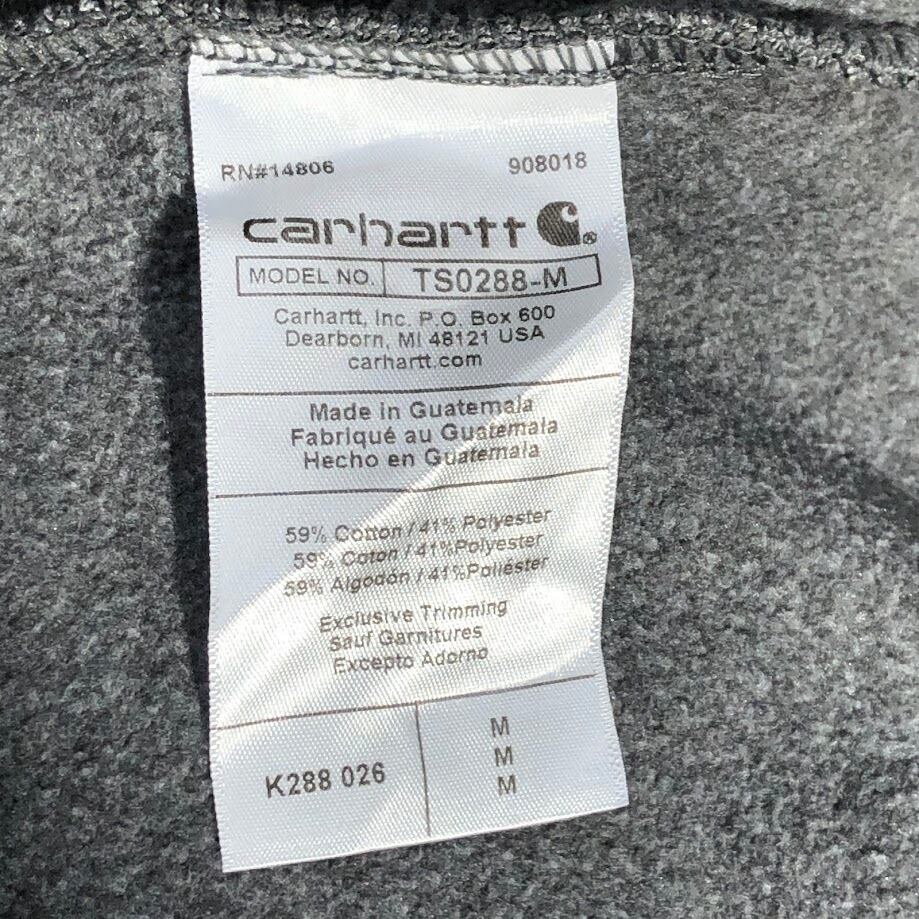 RN#14806 908018
carhartt ®
MODEL NO. TS0288-M
Carhartt, Inc. P.O. Box 600
Dearborn, MI 48121 USA
carhartt.com
Made in Guatemala
Fabriqué au Guatemala
Hecho en Guatemala
59% Cotton / 41% Polyester
59% Coton / 41%Polyester
59% Algodón / 41%Poliéster
Exclusive Trimming
Sauf Garnitures
Excepto Adorno
K288 026
M
M
M